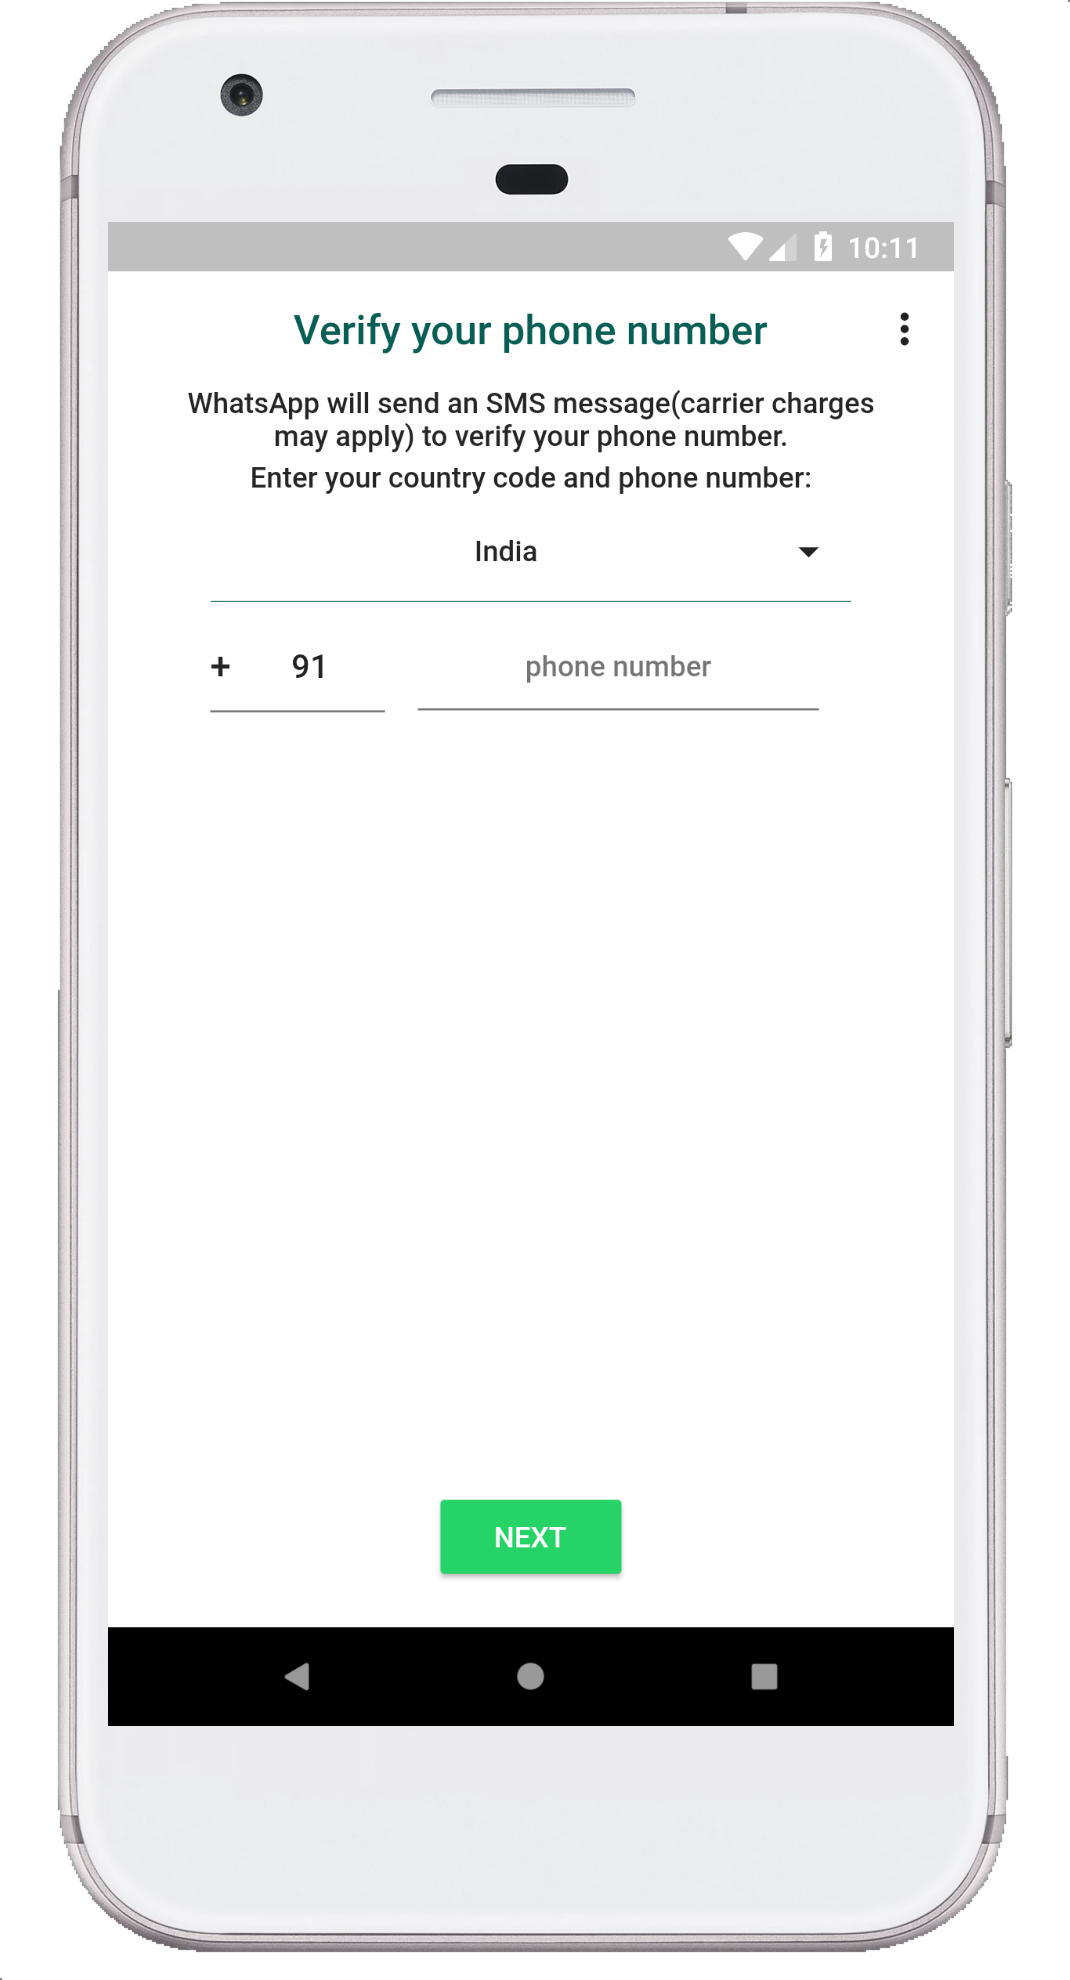 10:11
Verify your phone number
WhatsApp will send an SMS message(carrier charges
may apply) to verify your phone number.
Enter your country code and phone number:
India
+ 91 phone number
NEXT